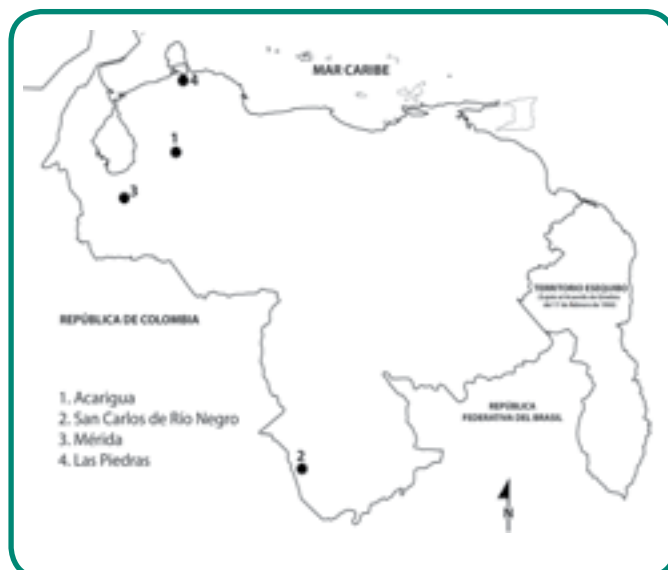 MAR CARIBE
4
1
3
TERRITORIO ESEQUIBO
REPÚBLICA DE COLOMBIA
1. Acarigua
2. San Carlos de Río Negro
3. Mérida
4. Las Piedras
REPÚBLICA
FEDERATIVA DEL BRASIL
2
N